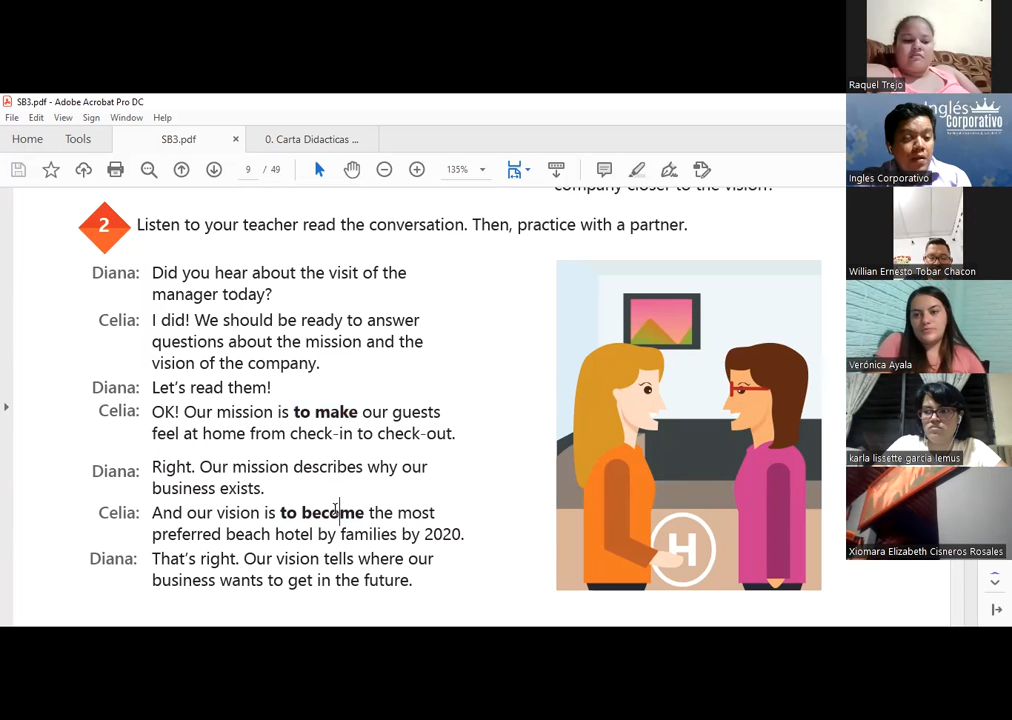 SB3.pdf - Adobe Acrobat Pro DC
File Edit View Sign Window Help
Home Tools SB3.pdf × 0. Carta Didacticas ...
9 / 49 135%
company closer to the vision?
2 Listen to your teacher read the conversation. Then, practice with a partner.
Diana: Did you hear about the visit of the
manager today?
Celia: I did! We should be ready to answer
questions about the mission and the
vision of the company.
Diana: Let's read them!
Celia: OK! Our mission is to make our guests
feel at home from check-in to check-out.
Diana: Right. Our mission describes why our
business exists.
Celia: And our vision is to become the most
preferred beach hotel by families by 2020.
Diana: That's right. Our vision tells where our
business wants to get in the future.
H
Raquel Trejo
Inglés
Corporativo
Ingles Corporativo
Willian Ernesto Tobar Chacon
Verónica Ayala
karla lissette garcia lemus
Xiomara Elizabeth Cisneros Rosales